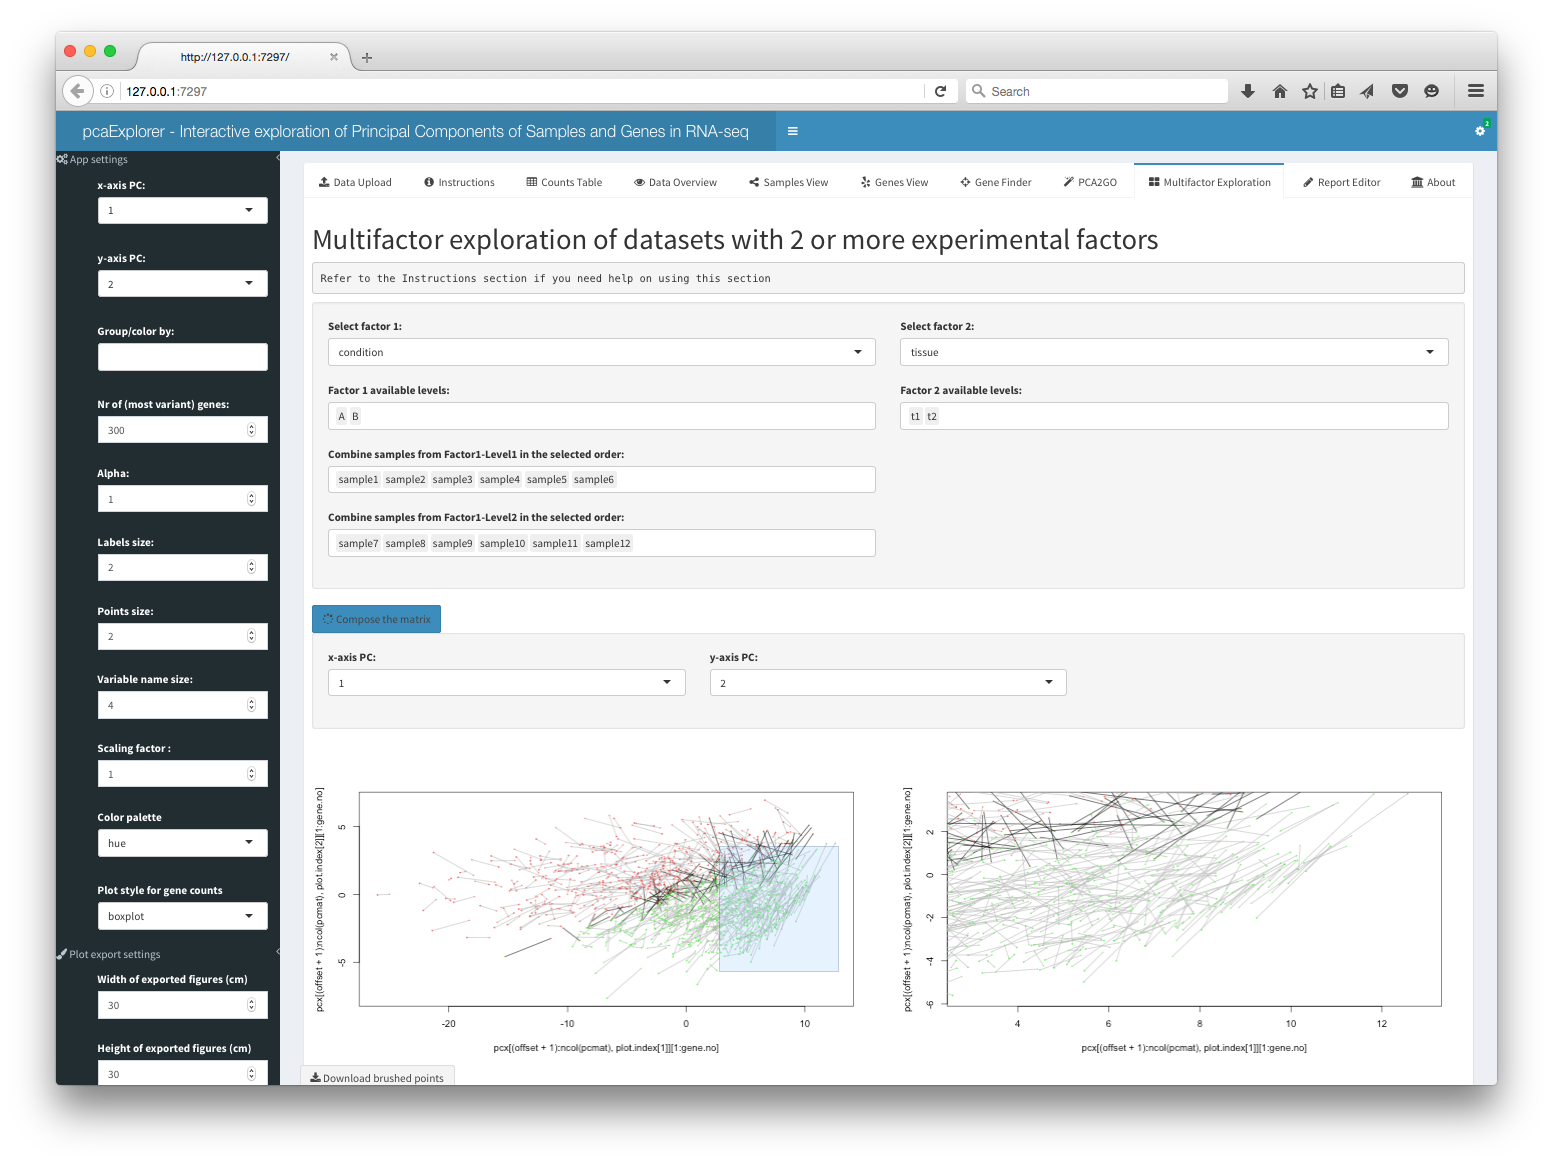 http://127.0.0.1:7297/
127.0.0.1:7297
Search
pcaExplorer - Interactive exploration of Principal Components of Samples and Genes in RNA-seq
2
App settings
x-axis PC:
1
y-axis PC:
2
Group/color by:
Nr of (most variant) genes:
300
Alpha:
1
Labels size:
2
Points size:
2
Variable name size:
4
Scaling factor :
1
Color palette
hue
Plot style for gene counts
boxplot
Plot export settings
Width of exported figures (cm)
30
Height of exported figures (cm)
30
Data Upload Instructions Counts Table Data Overview Samples View Genes View Gene Finder PCA2GO Multifactor Exploration Report Editor About
Multifactor exploration of datasets with 2 or more experimental factors
Refer to the Instructions section if you need help on using this section
Select factor 1:
condition
Select factor 2:
tissue
Factor 1 available levels:
A B
Factor 2 available levels:
t1 t2
Combine samples from Factor1-Level1 in the selected order:
sample1 sample2 sample3 sample4 sample5 sample6
Combine samples from Factor1-Level2 in the selected order:
sample7 sample8 sample9 sample10 sample11 sample12
Compose the matrix
x-axis PC:
1
y-axis PC:
2
pcx[(offset + 1):ncol(pcmat), plot.index[2]][1:gene.no]
5
0
-5
-20 -10 0 10
pcx[(offset + 1):ncol(pcmat), plot.index[1]][1:gene.no]
pcx[(offset + 1):ncol(pcmat), plot.index[2]][1:gene.no]
2
0
-2
-4
-6
4 6 8 10 12
pcx[(offset + 1):ncol(pcmat), plot.index[1]][1:gene.no]
Download brushed points